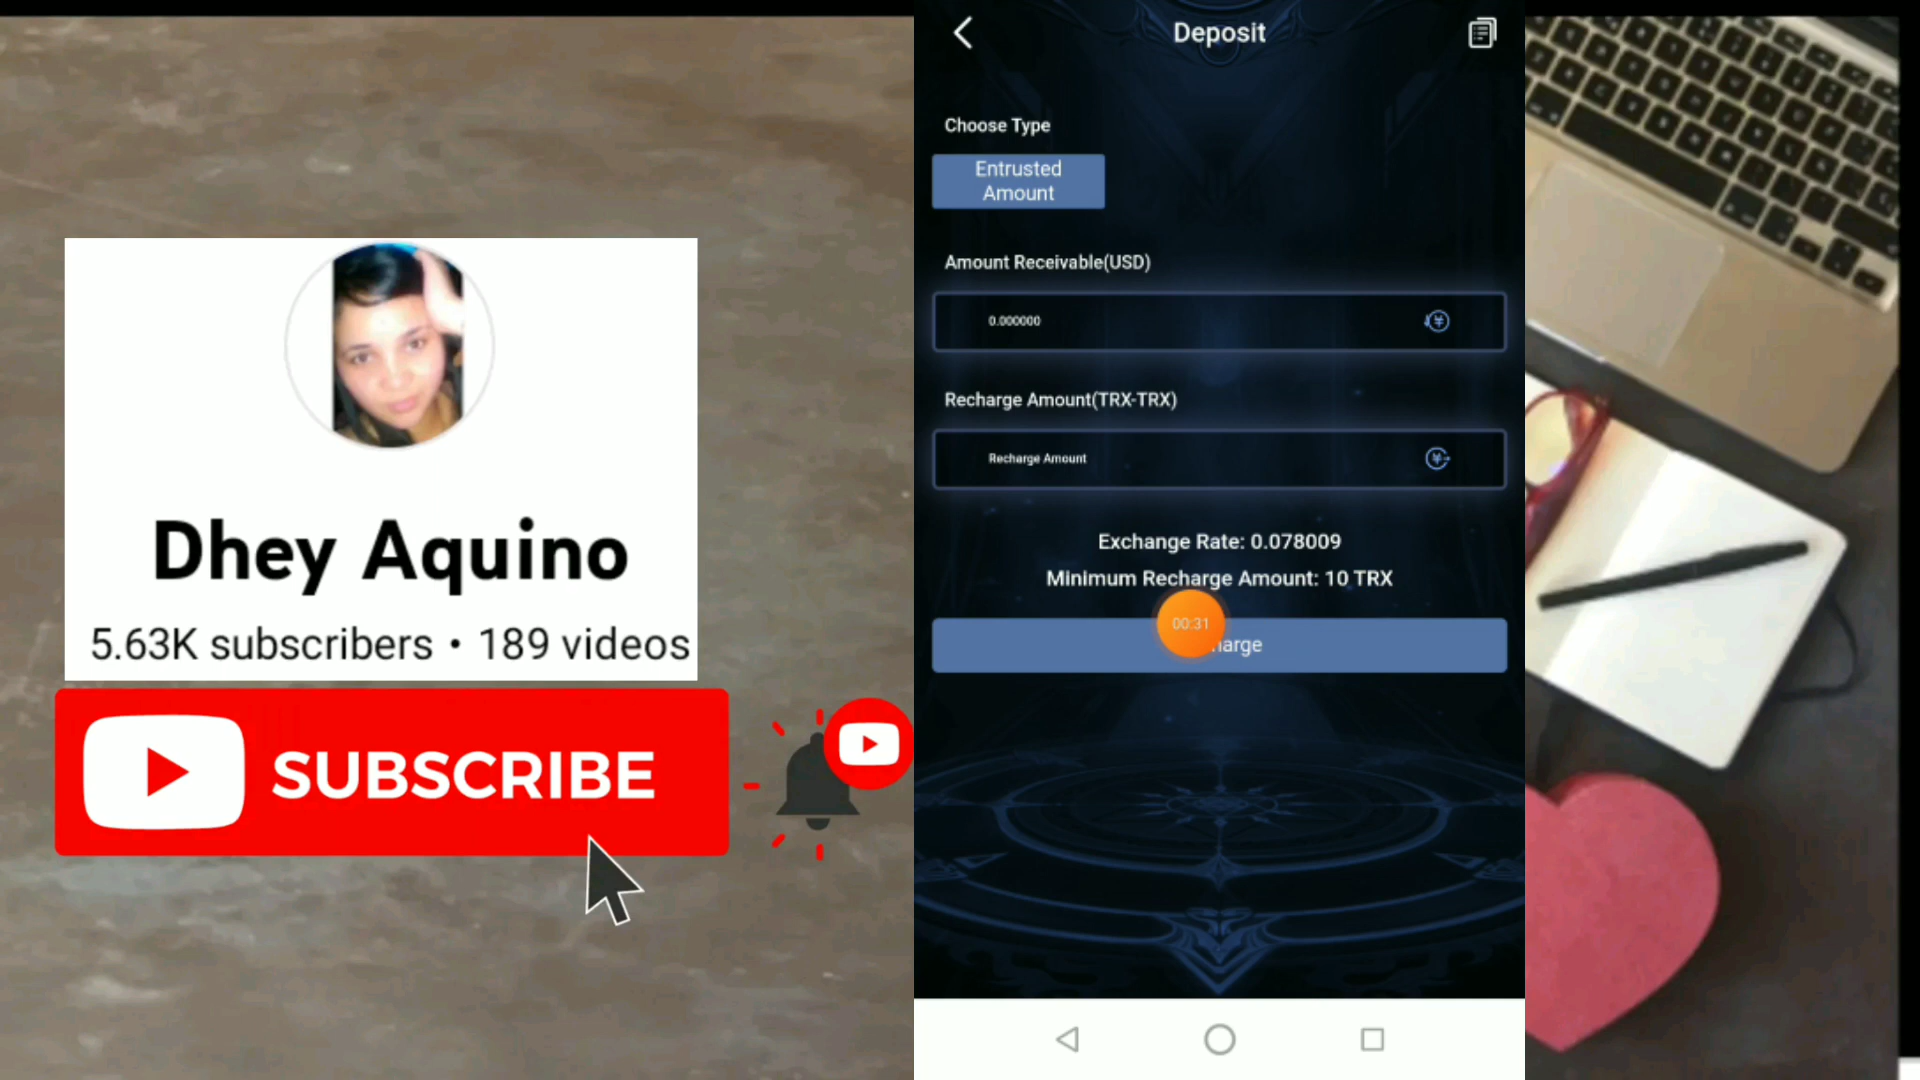 Dhey Aquino
5.63K subscribers • 189 videos
SUBSCRIBE
Deposit
Choose Type
Entrusted
Amount
Amount Receivable(USD)
0.000000
Recharge Amount(TRX-TRX)
Recharge Amount
Exchange Rate: 0.078009
Minimum Recharge Amount: 10 TRX
00:31